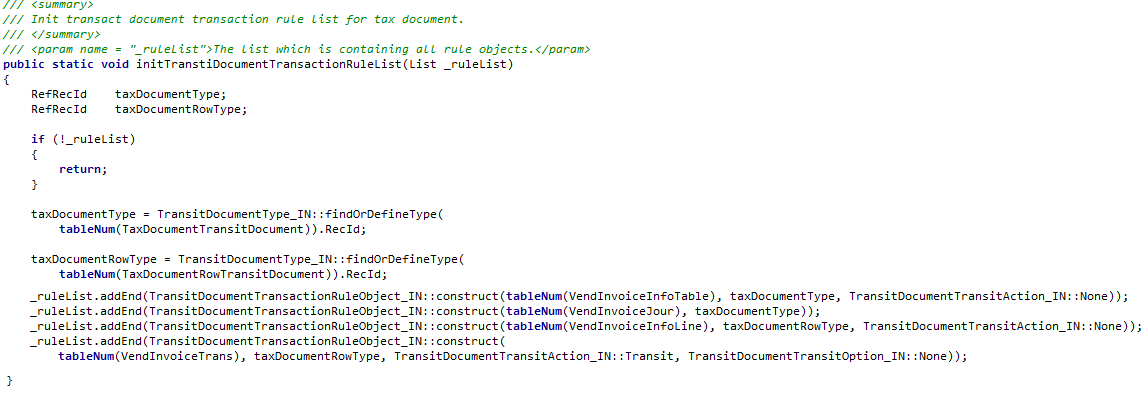 /// <summary>
/// Init transact document transaction rule list for tax document.
/// </summary>
/// <param name = "_ruleList">The list which is containing all rule objects.</param>
public static void initTranstiDocumentTransactionRuleList(List _ruleList)
{
    RefRecId    taxDocumentType;
    RefRecId    taxDocumentRowType;

    if (!_ruleList)
    {
        return;
    }

    taxDocumentType = TransitDocumentType_IN::findOrDefineType(
        tableNum(TaxDocumentTransitDocument)).RecId;

    taxDocumentRowType = TransitDocumentType_IN::findOrDefineType(
        tableNum(TaxDocumentRowTransitDocument)).RecId;
    _ruleList.addEnd(TransitDocumentTransactionRuleObject_IN::construct(tableNum(VendInvoiceInfoTable), taxDocumentType, TransitDocumentTransitAction_IN::None));
    _ruleList.addEnd(TransitDocumentTransactionRuleObject_IN::construct(tableNum(VendInvoiceJour), taxDocumentType));
    _ruleList.addEnd(TransitDocumentTransactionRuleObject_IN::construct(tableNum(VendInvoiceInfoLine), taxDocumentRowType, TransitDocumentTransitAction_IN::None));
    _ruleList.addEnd(TransitDocumentTransactionRuleObject_IN::construct(
        tableNum(VendInvoiceTrans), taxDocumentRowType, TransitDocumentTransitAction_IN::Transit, TransitDocumentTransitOption_IN::None));
}